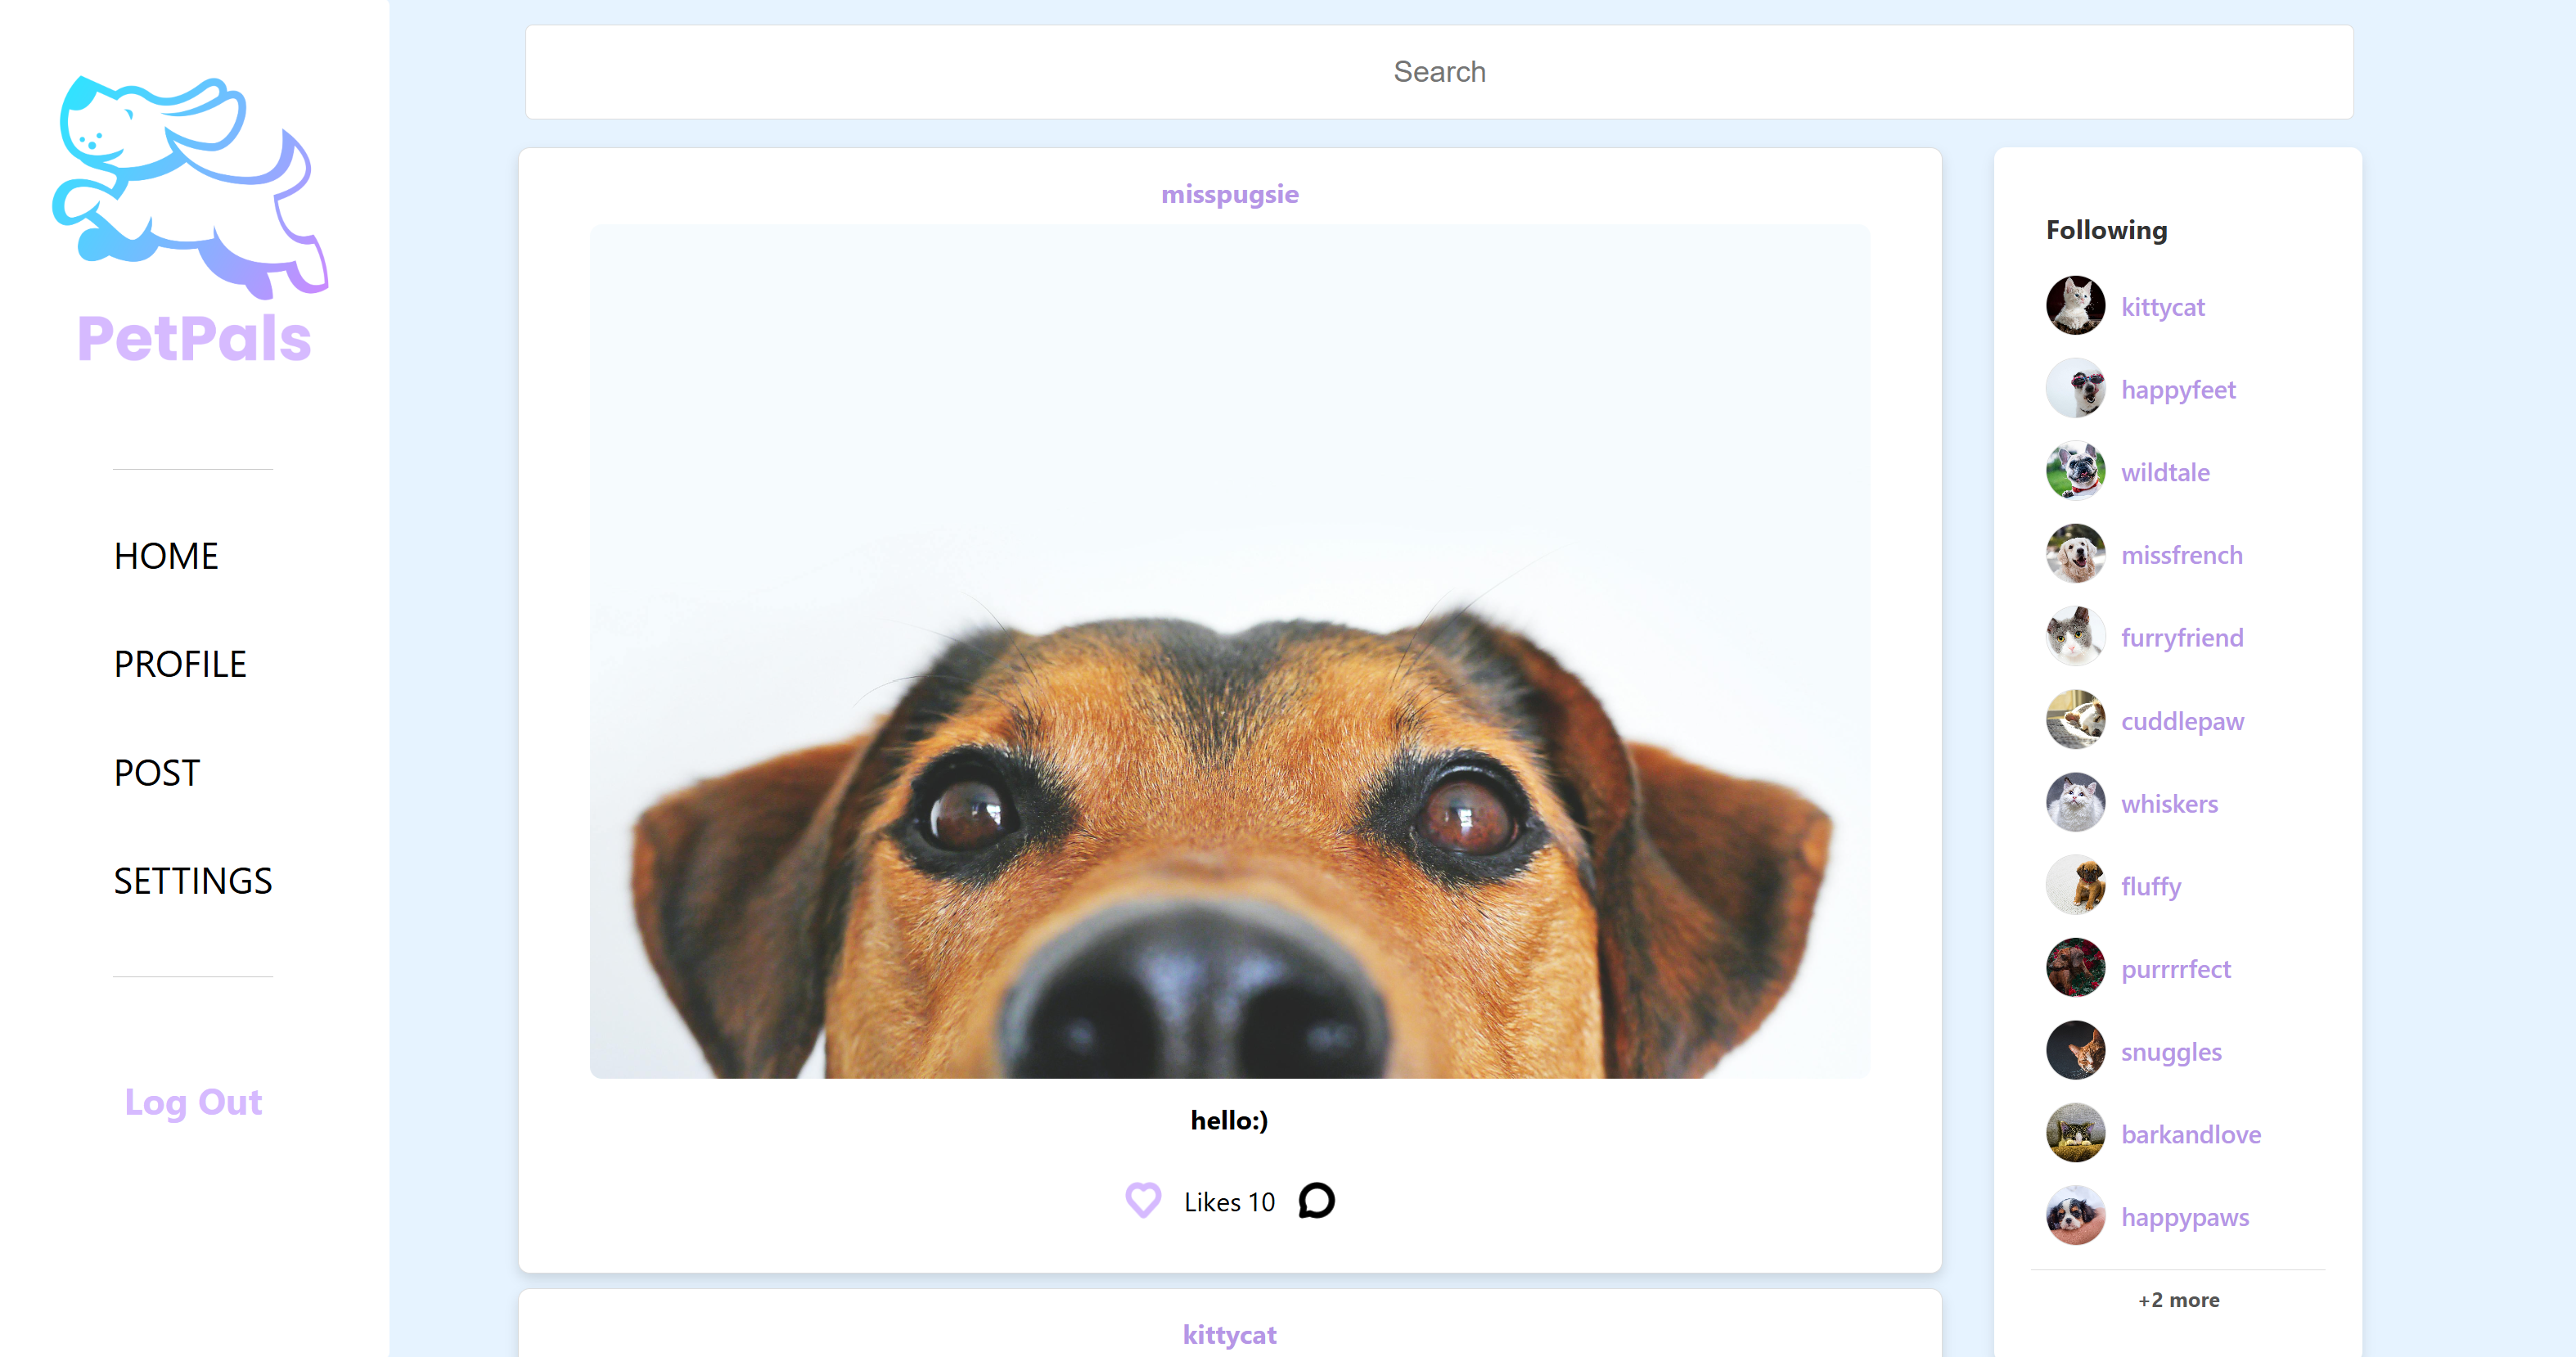 PetPals
HOME
PROFILE
POST
SETTINGS
Log Out
Search
misspugsie
hello:)
Likes 10
kittycat
Following
kittycat
happyfeet
wildtale
missfrench
furryfriend
cuddlepaw
whiskers
fluffy
purrrrfect
snuggles
barkandlove
happypaws
+2 more